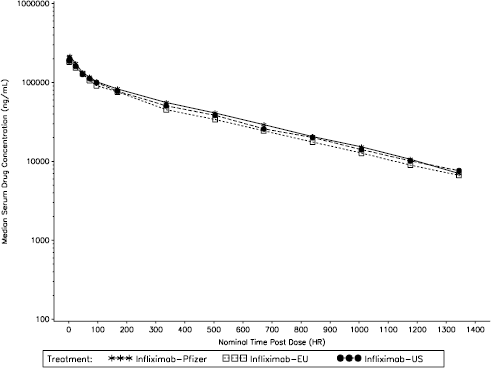 Median Serum Drug Concentration (ng/mL)
1000000
100000
10000
1000
100
0 100 200 300 400 500 600 700 800 900 1000 1100 1200 1300 1400
Nominal Time Post Dose (HR)
Treatment: Infliximab-Pfizer Infliximab-EU Infliximab-US